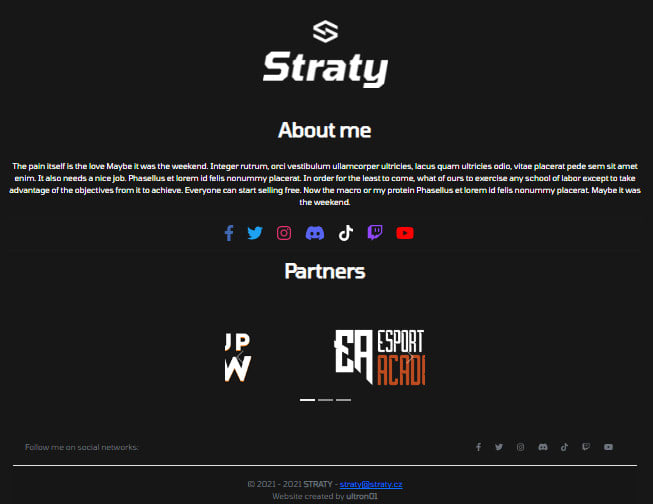 Straty
About me
The pain itself is the love Maybe it was the weekend. Integer rutrum, orci vestibulum ullamcorper ultricies, lacus quam ultricies odio, vitae placerat pede sem sit amet
enim. It also needs a nice job. Phasellus et lorem id felis nonummy placerat. In order for the least to come, what of ours to exercise any school of labor except to take
advantage of the objectives from it to achieve. Everyone can start selling free. Now the macro or my protein Phasellus et lorem id felis nonummy placerat. Maybe it was
the weekend.
Partners
UP
W
EA ESPORT
ACADE
Follow me on social networks:
© 2021 - 2021 STRATY - straty@straty.cz
Website created by ultron01